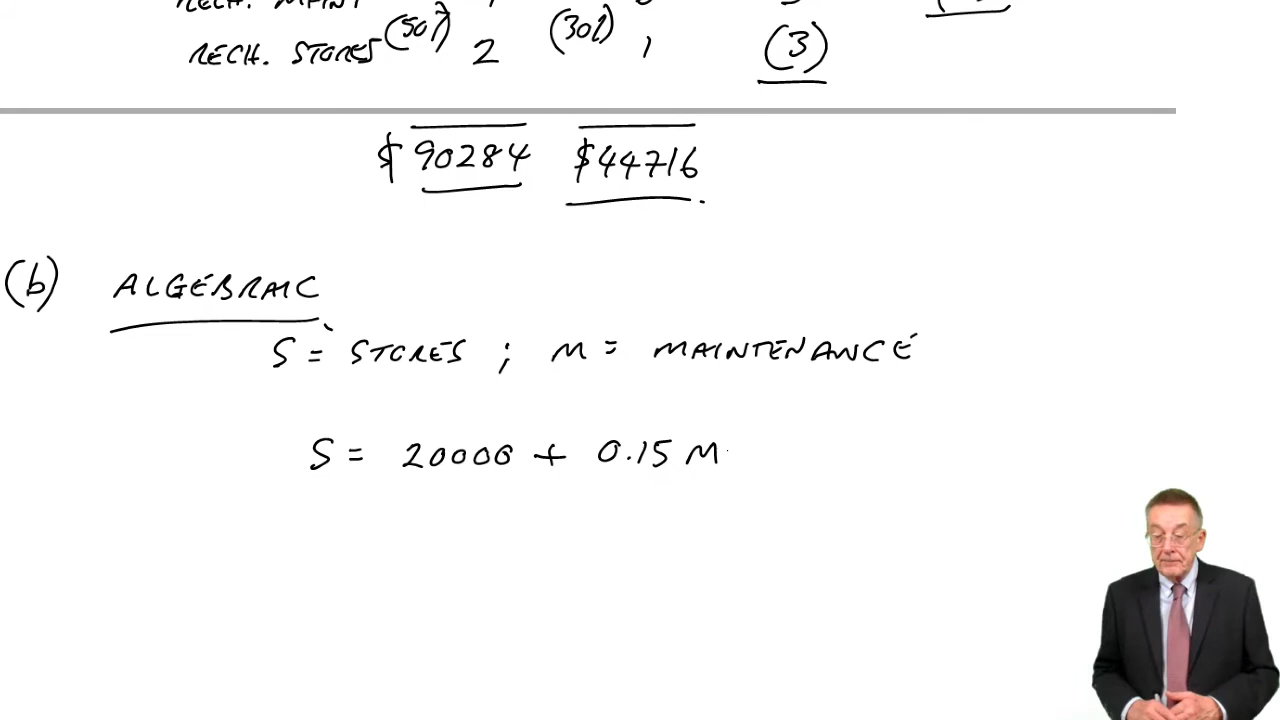 RECH. STORES (50%) 2 (30%) 1 (3)
$90284 $44716
(b) ALGEBRAIC
S = STORES ; M = MAINTENANCE
S = 20000 + 0.15 M